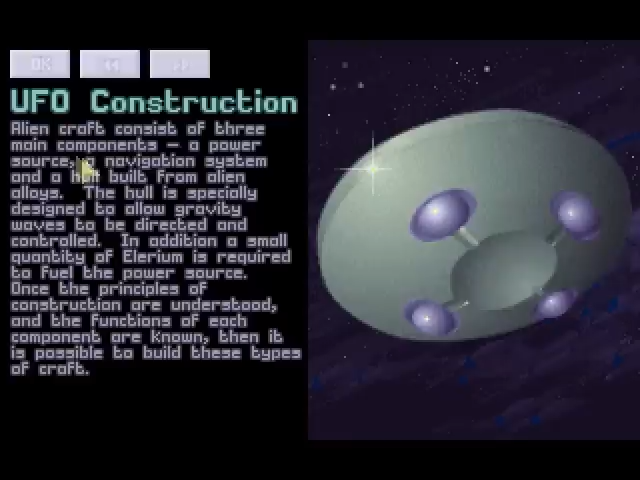 OK << >>
UFO Construction
Alien craft consist of three
main components - a power
source, a navigation system
and a hull built from alien
alloys. The hull is specially
designed to allow gravity
waves to be directed and
controlled. In addition a small
quantity of Elerium is required
to fuel the power source.
Once the principles of
construction are understood,
and the functions of each
component are known, then it
is possible to build these types
of craft.